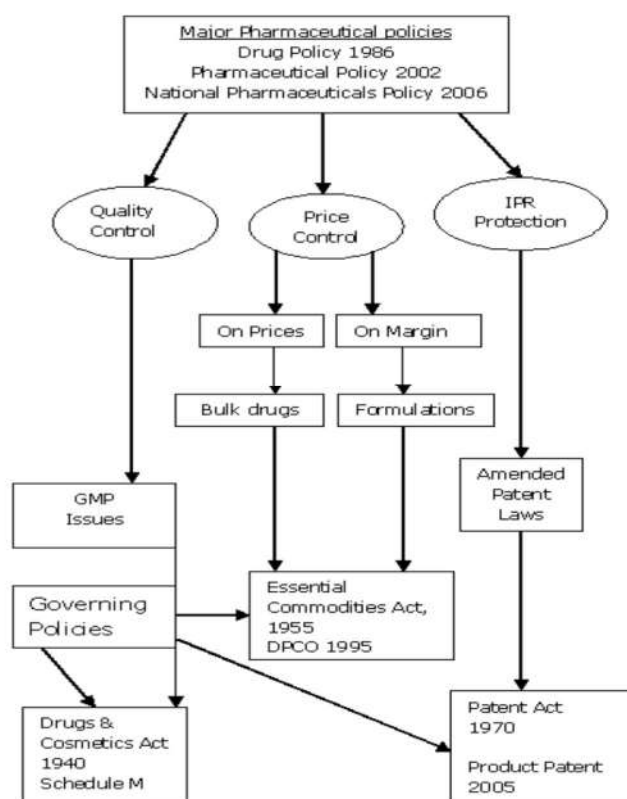 Major Pharmaceutical policies
Drug Policy 1986
Pharmaceutical Policy 2002
National Pharmaceuticals Policy 2006
Quality
Control
Price
Control
IPR
Protection
On Prices
On Margin
Bulk drugs
Formulations
GMP
Issues
Amended
Patent
Laws
Governing
Policies
Essential
Commodities Act,
1955
DPCO 1995
Drugs &
Cosmetics Act
1940
Schedule M
Patent Act
1970
Product Patent
2005